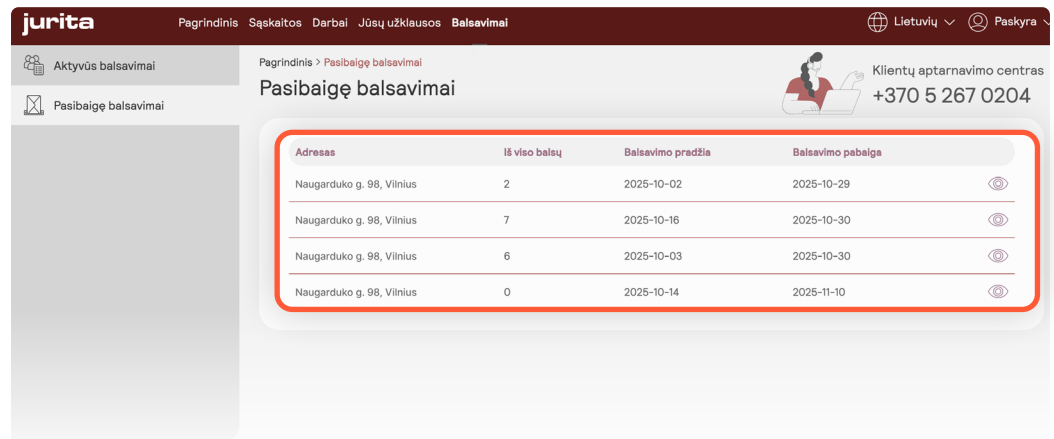 jurita
Pagrindinis Sąskaitos Darbai Jūsų užklausos Balsavimai
Lietuvių Paskyra
Aktyvūs balsavimai
Pasibaigę balsavimai
Pagrindinis > Pasibaigę balsavimai
Pasibaigę balsavimai
Klientų aptarnavimo centras
+370 5 267 0204
Adresas Iš viso balsų Balsavimo pradžia Balsavimo pabaiga
Naugarduko g. 98, Vilnius 2 2025-10-02 2025-10-29
Naugarduko g. 98, Vilnius 7 2025-10-16 2025-10-30
Naugarduko g. 98, Vilnius 6 2025-10-03 2025-10-30
Naugarduko g. 98, Vilnius 0 2025-10-14 2025-11-10